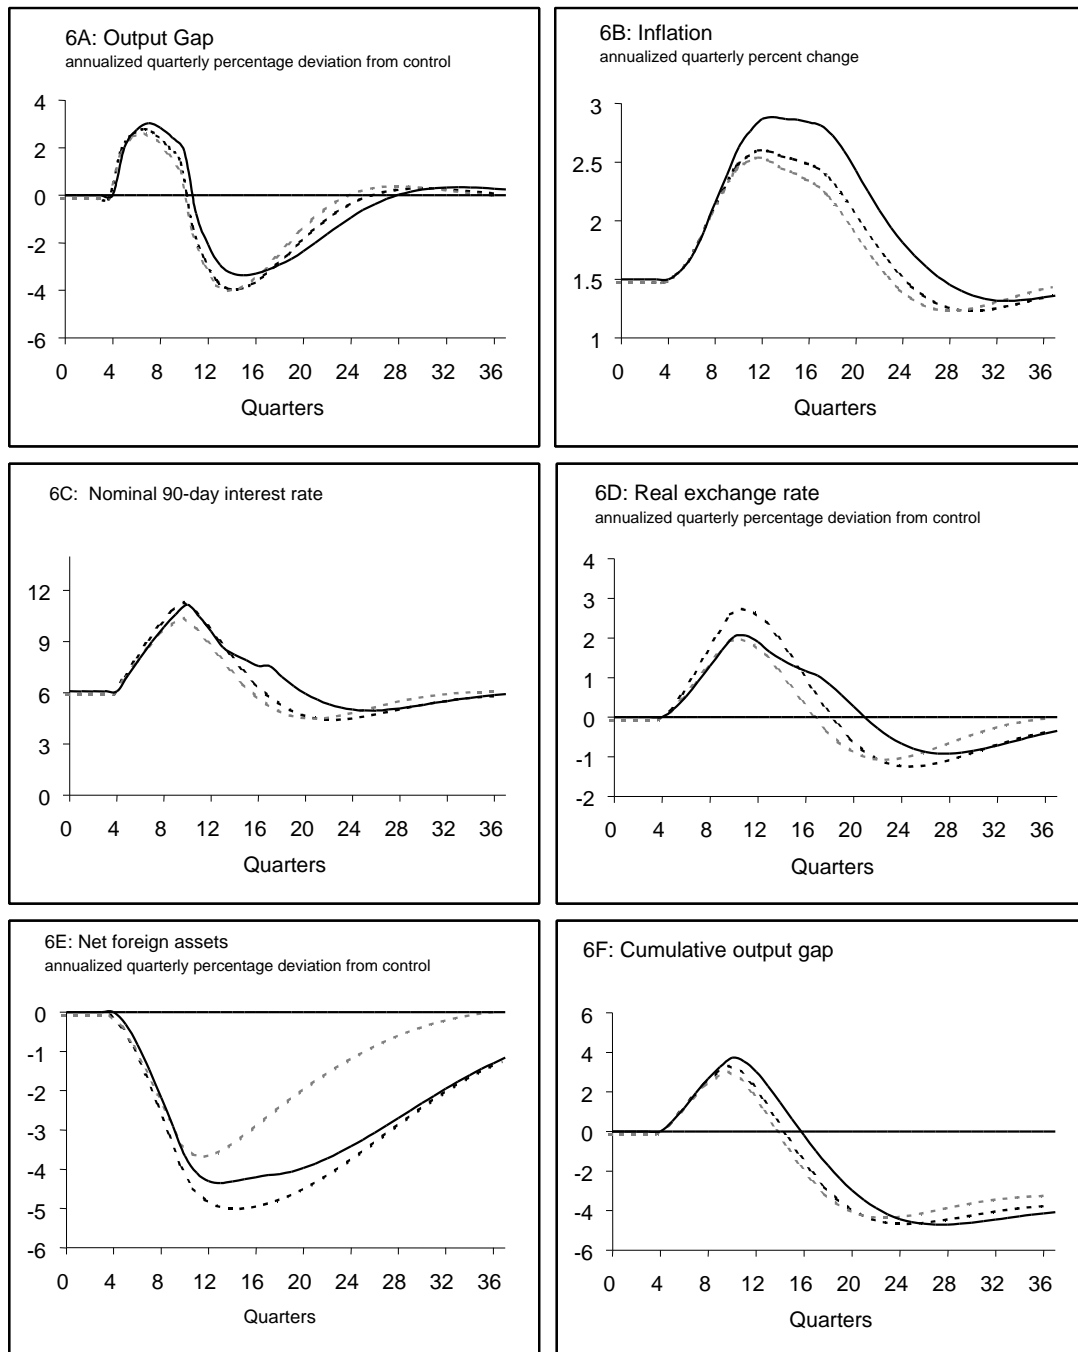 6A: Output Gap
annualized quarterly percentage deviation from control
4
2
0
-2
-4
-6
0 4 8 12 16 20 24 28 32 36
Quarters
6B: Inflation
annualized quarterly percent change
3
2.5
2
1.5
1
0 4 8 12 16 20 24 28 32 36
Quarters
6C: Nominal 90-day interest rate
12
9
6
3
0
0 4 8 12 16 20 24 28 32 36
Quarters
6D: Real exchange rate
annualized quarterly percentage deviation from control
4
3
2
1
0
-1
-2
0 4 8 12 16 20 24 28 32 36
Quarters
6E: Net foreign assets
annualized quarterly percentage deviation from control
0
-1
-2
-3
-4
-5
-6
0 4 8 12 16 20 24 28 32 36
Quarters
6F: Cumulative output gap
6
4
2
0
-2
-4
-6
0 4 8 12 16 20 24 28 32 36
Quarters